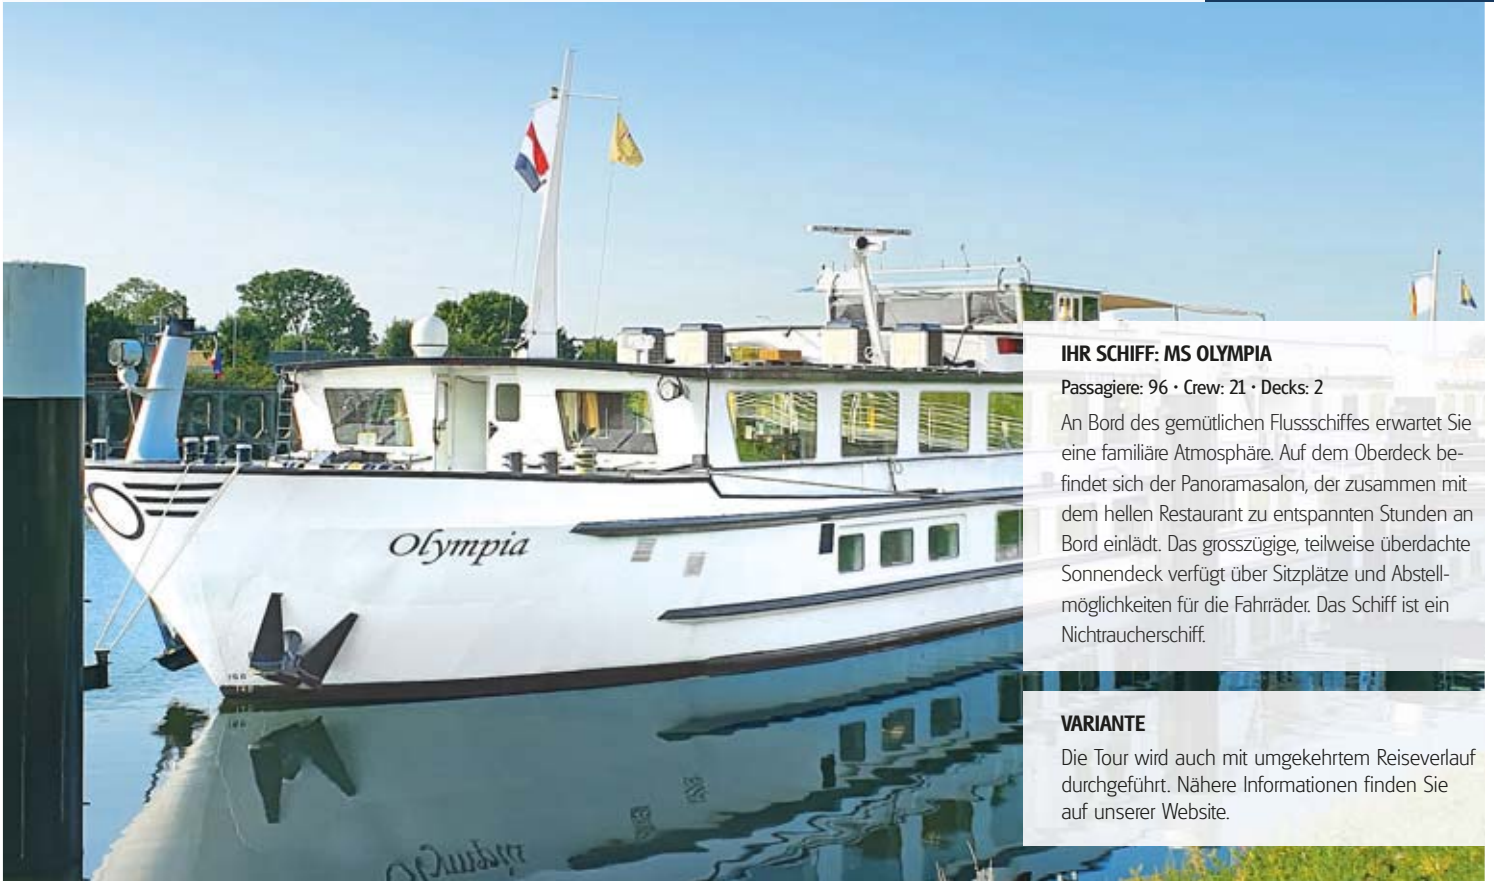 Olympia
IHR SCHIFF: MS OLYMPIA
Passagiere: 96 · Crew: 21 · Decks: 2
An Bord des gemütlichen Flussschiffes erwartet Sie
eine familiäre Atmosphäre. Auf dem Oberdeck be-
findet sich der Panoramasalon, der zusammen mit
dem hellen Restaurant zu entspannten Stunden an
Bord einlädt. Das grosszügige, teilweise überdachte
Sonnendeck verfügt über Sitzplätze und Abstell-
möglichkeiten für die Fahrräder. Das Schiff ist ein
Nichtraucherschiff.
VARIANTE
Die Tour wird auch mit umgekehrtem Reiseverlauf
durchgeführt. Nähere Informationen finden Sie
auf unserer Website.